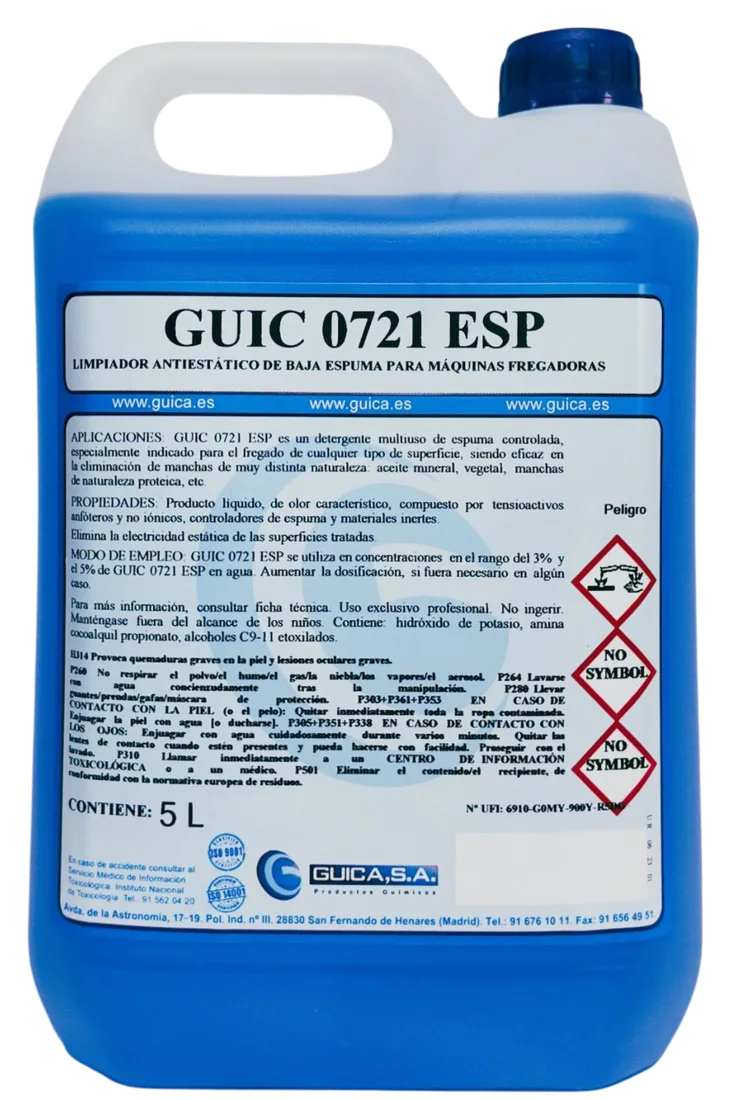 GUIC 0721 ESP
LIMPIADOR ANTIESTÁTICO DE BAJA ESPUMA PARA MÁQUINAS FREGADORAS
www.guica.es www.guica.es www.guica.es
APLICACIONES: GUIC 0721 ESP es un detergente multiuso de espuma controlada,
especialmente indicado para el fregado de cualquier tipo de superficie, siendo eficaz en
la eliminación de manchas de muy distinta naturaleza: aceite mineral, vegetal, manchas
de naturaleza proteica, etc.
PROPIEDADES: Producto líquido, de olor característico, compuesto por tensioactivos
anfóteros y no iónicos, controladores de espuma y materiales inertes.
Elimina la electricidad estática de las superficies tratadas.
MODO DE EMPLEO: GUIC 0721 ESP se utiliza en concentraciones en el rango del 3% y
el 5% de GUIC 0721 ESP en agua. Aumentar la dosificación, si fuera necesario en algún
caso.
Para más información, consultar ficha técnica. Uso exclusivo profesional. No ingerir.
Manténgase fuera del alcance de los niños. Contiene: hidróxido de potasio, amina
cocoalquil propionato, alcoholes C9-11 etoxilados.
H314 Provoca quemaduras graves en la piel y lesiones oculares graves.
P260 No respirar el polvo/el humo/el gas/la niebla/los vapores/el aerosol. P264 Lavarse
con agua concienzudamente tras la manipulación. P280 Llevar
guantes/prendas/gafas/máscara de protección. P303+P361+P353 EN CASO DE
CONTACTO CON LA PIEL (o el pelo): Quitar inmediatamente toda la ropa contaminada.
Enjuagar la piel con agua [o ducharse]. P305+P351+P338 EN CASO DE CONTACTO CON
LOS OJOS: Enjuagar con agua cuidadosamente durante varios minutos. Quitar las
lentes de contacto cuando estén presentes y pueda hacerse con facilidad. Proseguir con el
lavado. P310 Llamar inmediatamente a un CENTRO DE INFORMACIÓN
TOXICOLÓGICA o a un médico. P501 Eliminar el contenido/el recipiente, de
conformidad con la normativa europea de residuos.
Peligro
NO
SYMBOL
NO
SYMBOL
CONTIENE: 5 L
Nº UFI: 6910-G0MY-900Y-
En caso de accidente consultar al
Servicio Médico de Información
Toxicológica. Instituto Nacional
de Toxicología Tel.: 91 562 04 20
ISO 9001
ISO 14001
GUICA,S.A.
Productos Químicos
U.R. 06 23 01
Avda. de la Astronomía, 17-19. Pol. Ind. nº III. 28830 San Fernando de Henares (Madrid). Tel.: 91 676 10 11. Fax: 91 656 49 51